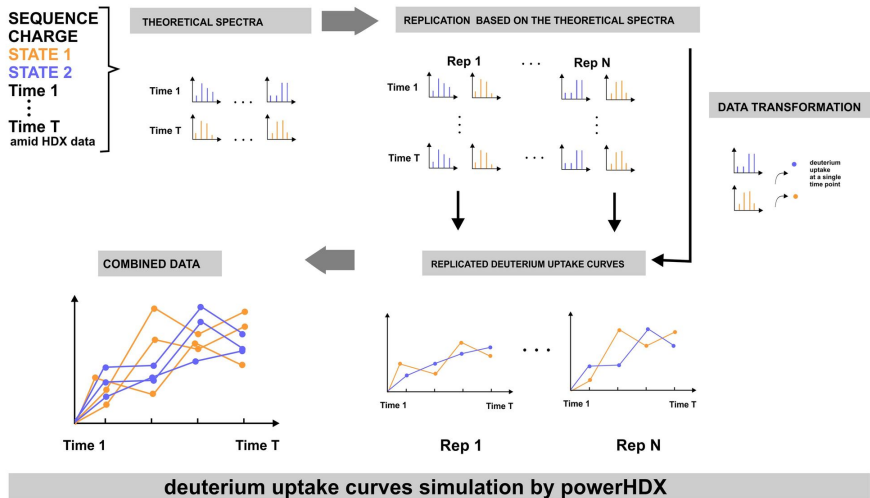 SEQUENCE
CHARGE
STATE 1
STATE 2
Time 1
Time T
amid HDX data
THEORETICAL SPECTRA
Time 1
Time T
REPLICATION BASED ON THE THEORETICAL SPECTRA
Rep 1
Rep N
Time 1
Time T
DATA TRANSFORMATION
deuterium
uptake
at a single
time point
COMBINED DATA
REPLICATED DEUTERIUM UPTAKE CURVES
Time 1
Time T
Time 1
Time T
Time 1
Time T
Rep 1
Rep N
deuterium uptake curves simulation by powerHDX